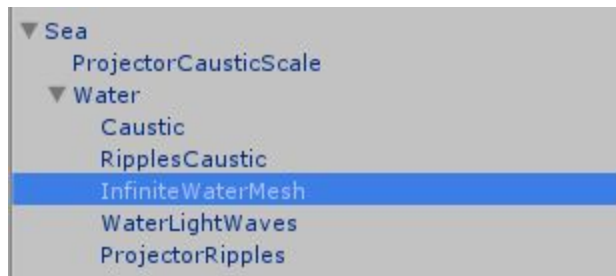 Sea
ProjectorCausticScale
Water
Caustic
RipplesCaustic
InfiniteWaterMesh
WaterLightWaves
ProjectorRipples